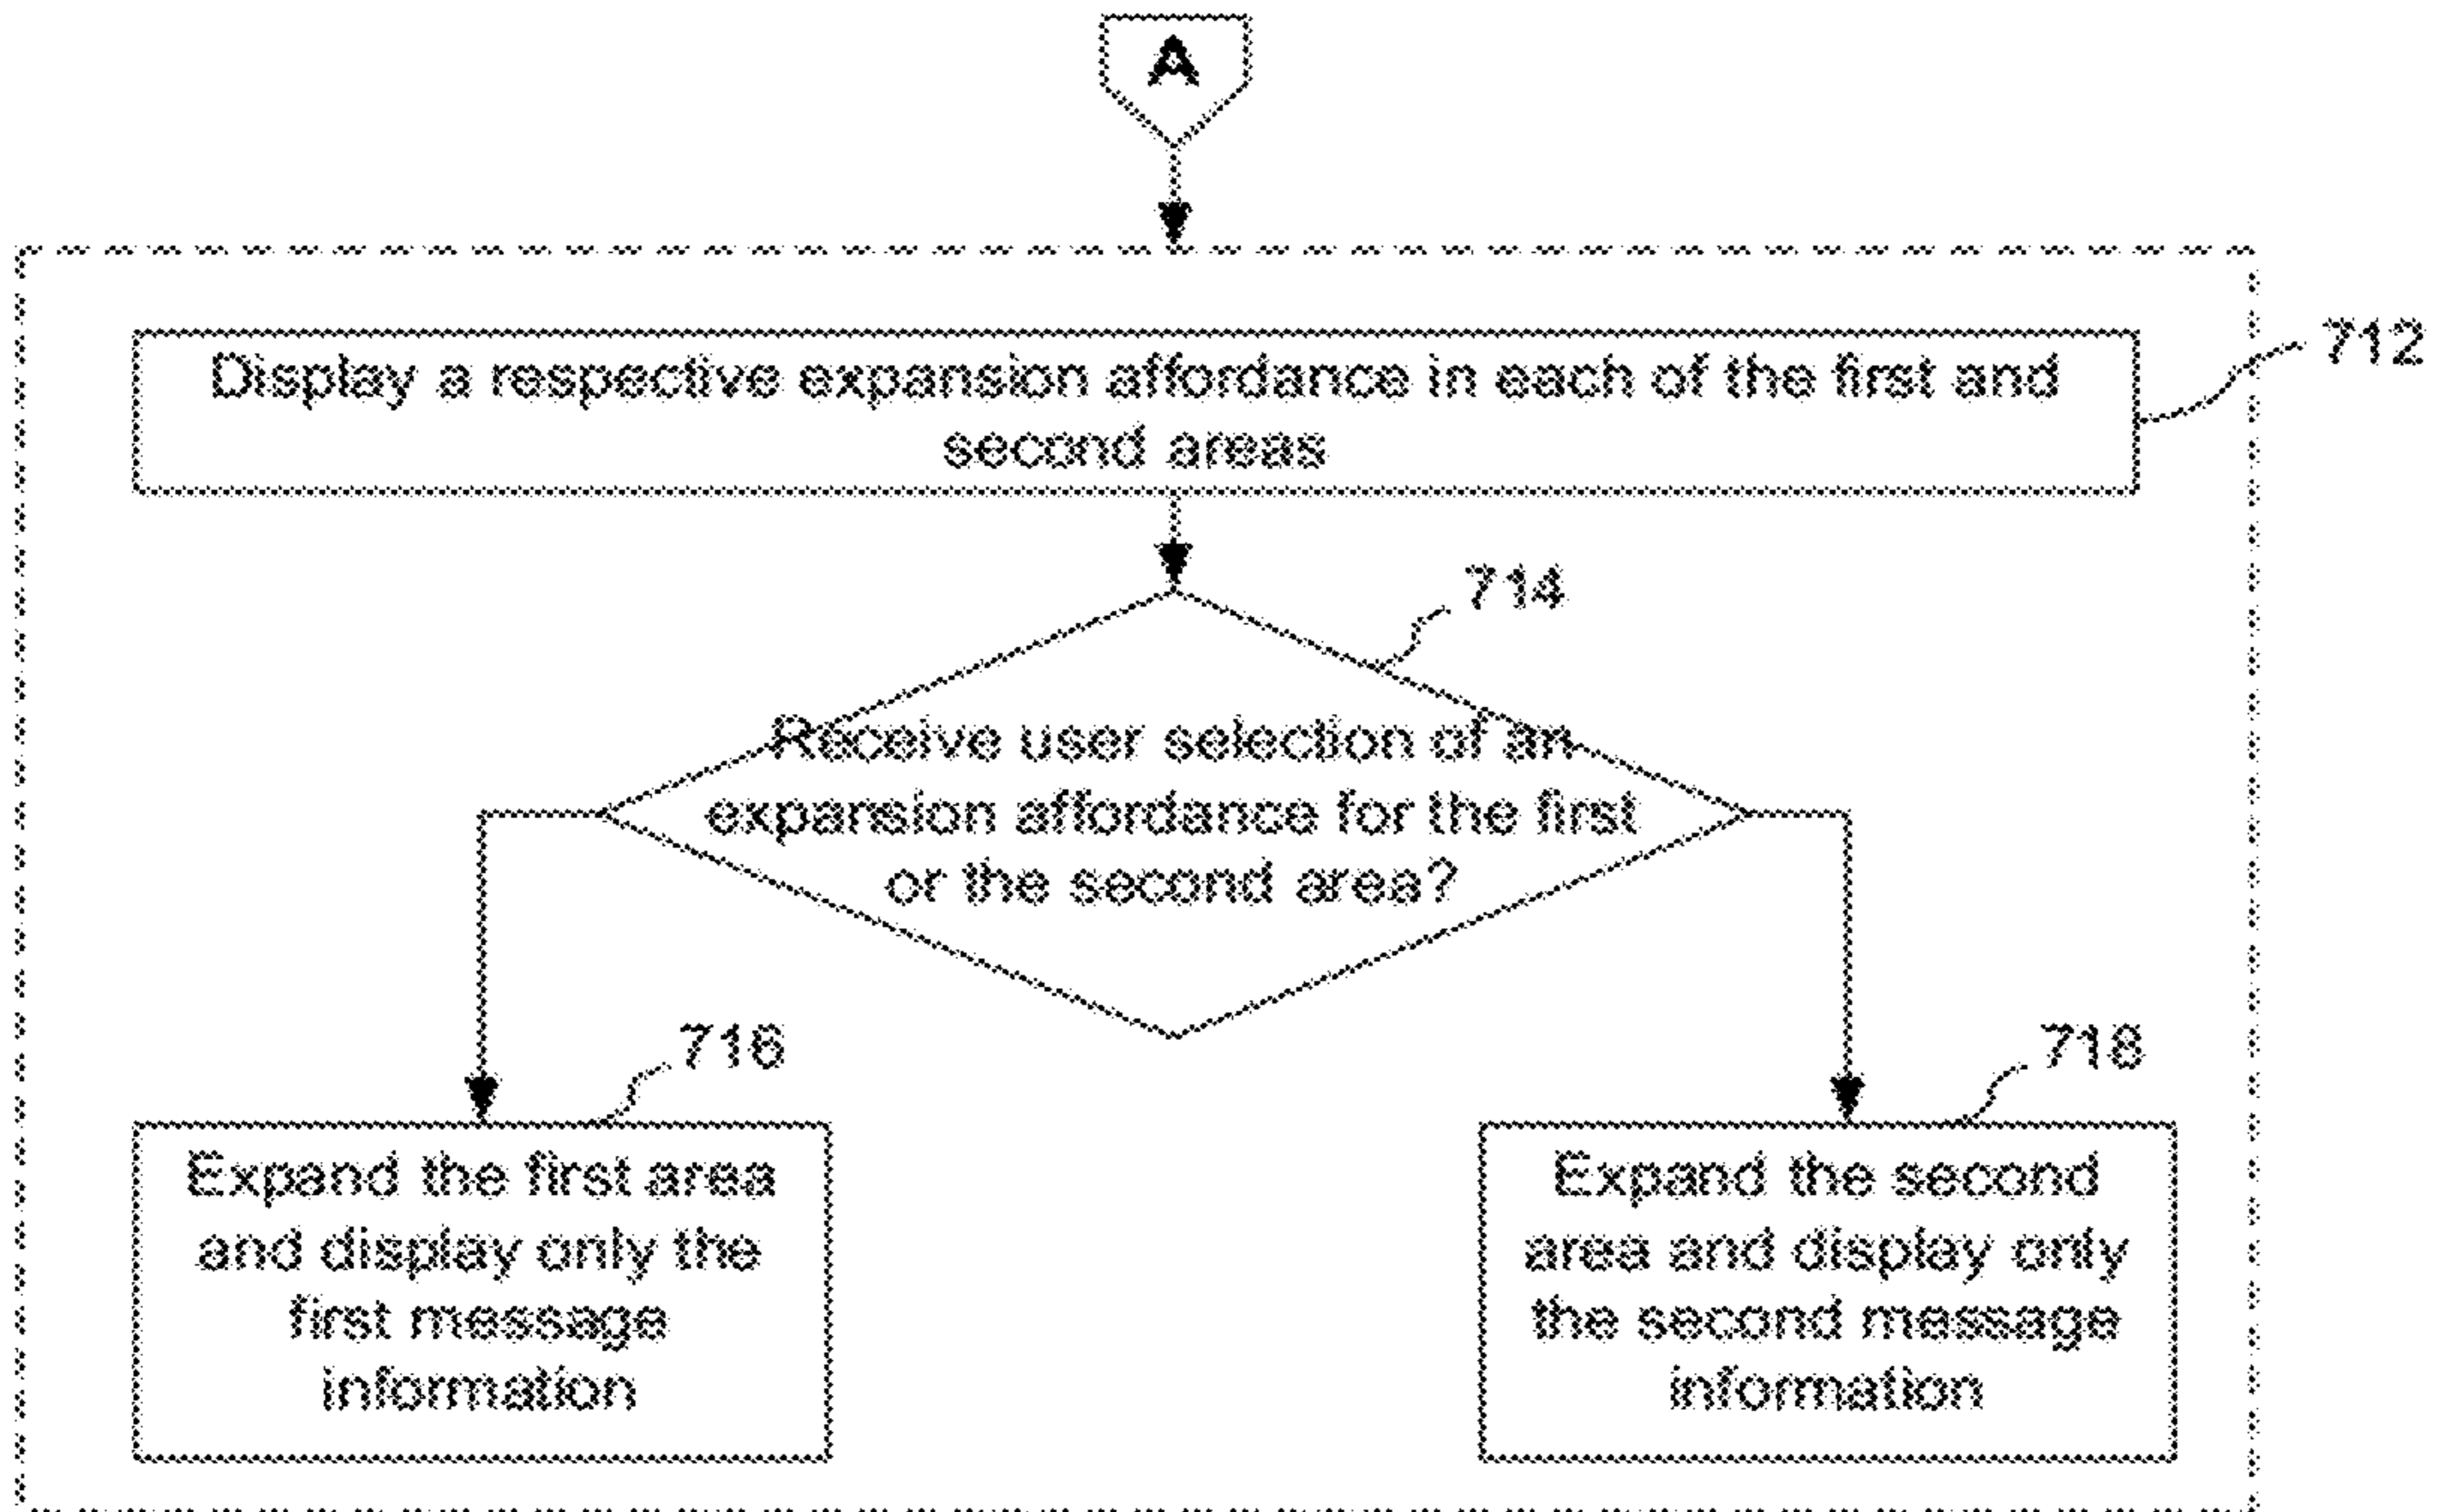 A
Display a respective expansion affordance in each of the first and
second areas
712
714
Receive user selection of an
expansion affordance for the first
or the second area?
716
Expand the first area
and display only the
first message
information
718
Expand the second
area and display only
the second message
information